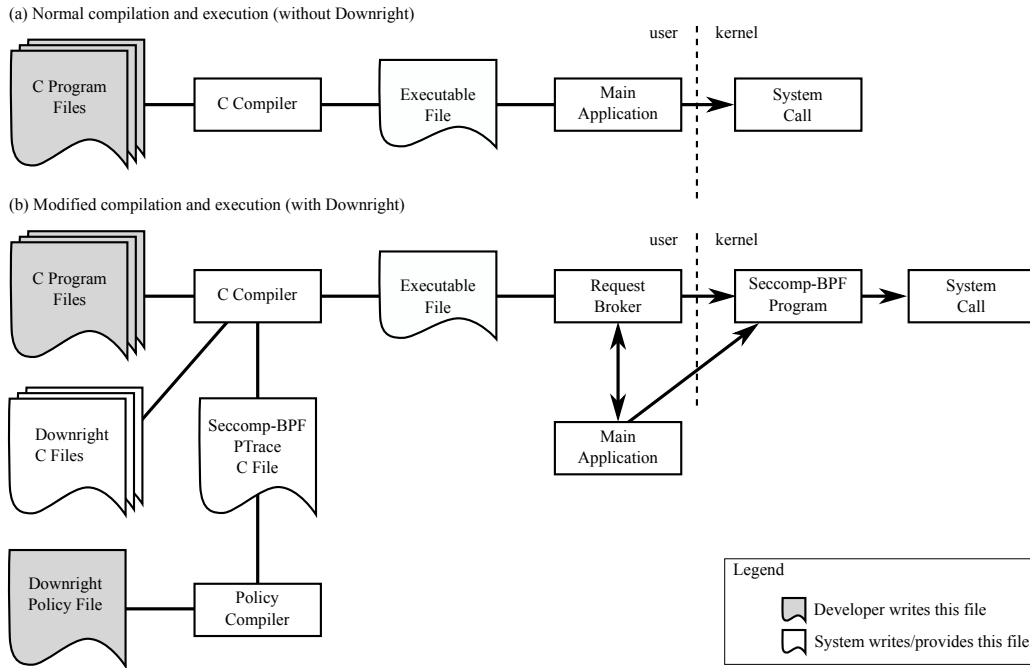 (a) Normal compilation and execution (without Downright)
user
kernel
C Program
Files
C Compiler
Executable
File
Main
Application
System
Call
(b) Modified compilation and execution (with Downright)
user
kernel
C Program
Files
C Compiler
Executable
File
Request
Broker
Seccomp-BPF
Program
System
Call
Downright
C Files
Seccomp-BPF
PTrace
C File
Main
Application
Downright
Policy File
Policy
Compiler
Legend
Developer writes this file
System writes/provides this file